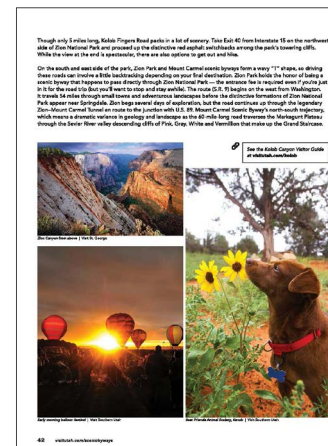 Though only 5 miles long, Kolob Fingers Road packs in a lot of scenery. Take Exit 40 from Interstate 15 on the northwest
side of Zion National Park and proceed up the distinctive red asphalt switchbacks among the park's towering cliffs.
While the view at the end is spectacular, there are also options to get out and hike.
On the south and east side of the park, Zion Park and Mount Carmel scenic byways form a wavy "T" shape, so driving
these roads can involve a little backtracking depending on your final destination. Zion Park holds the honor of being a
scenic byway that happens to pass directly through Zion National Park — the entrance fee is required even if you're just
in it for the road trip (but you'll want to stop and stay awhile). The route (S.R. 9) begins on the west from Washington.
It travels 54 miles through small towns and adventurous landscapes before the distinctive formations of Zion National
Park appear near Springdale. Zion begs several days of exploration, but the road continues up through the legendary
Zion–Mount Carmel Tunnel en route to the junction with U.S. 89. Mount Carmel Scenic Byway's north-south trajectory,
which means a dramatic variance in geology and landscape as the 60 mile-long road traverses the Markagunt Plateau
through the Sevier River valley descending cliffs of Pink, Gray, White and Vermillion that make up the Grand Staircase.
See the Kolob Canyon Visitor Guide
at visitutah.com/kolob
Zion Canyon from above | Visit St. George
Early morning balloon festival | Visit Southern Utah
Best Friends Animal Society, Kanab | Visit Southern Utah
42 visitutah.com/scenicbyways